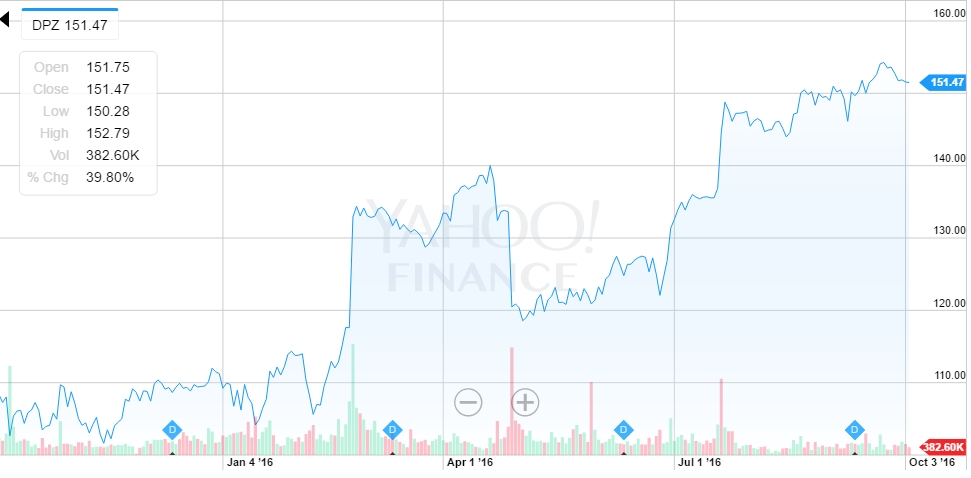 160.00
DPZ 151.47
Open 151.75
Close 151.47
Low 150.28
High 152.79
Vol 382.60K
% Chg 39.80%
151.47
140.00
130.00
YAHOO!
FINANCE
120.00
110.00
D D D D
382.60K
Jan 4 '16 Apr 1 '16 Jul 1 '16 Oct 3 '16